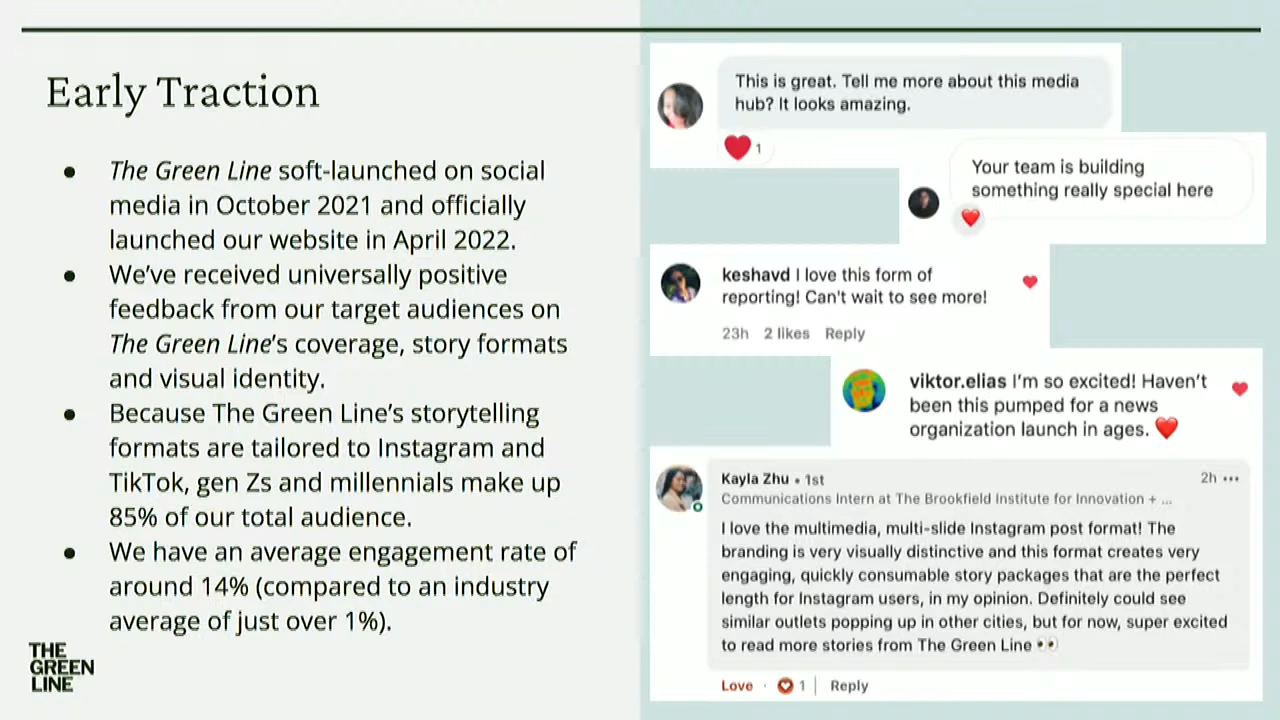 Early Traction
● The Green Line soft-launched on social
media in October 2021 and officially
launched our website in April 2022.
● We've received universally positive
feedback from our target audiences on
The Green Line's coverage, story formats
and visual identity.
● Because The Green Line's storytelling
formats are tailored to Instagram and
TikTok, gen Zs and millennials make up
85% of our total audience.
● We have an average engagement rate of
around 14% (compared to an industry
average of just over 1%).
THE
GREEN
LINE
This is great. Tell me more about this media
hub? It looks amazing.
❤️ 1
Your team is building
something really special here
❤️
keshavd I love this form of
reporting! Can't wait to see more!
23h 2 likes Reply
viktor.elias I'm so excited! Haven't
been this pumped for a news
organization launch in ages. ❤️
Kayla Zhu • 1st
2h •••
Communications Intern at The Brookfield Institute for Innovation + ...
I love the multimedia, multi-slide Instagram post format! The
branding is very visually distinctive and this format creates very
engaging, quickly consumable story packages that are the perfect
length for Instagram users, in my opinion. Definitely could see
similar outlets popping up in other cities, but for now, super excited
to read more stories from The Green Line 👀
Love · 1 | Reply